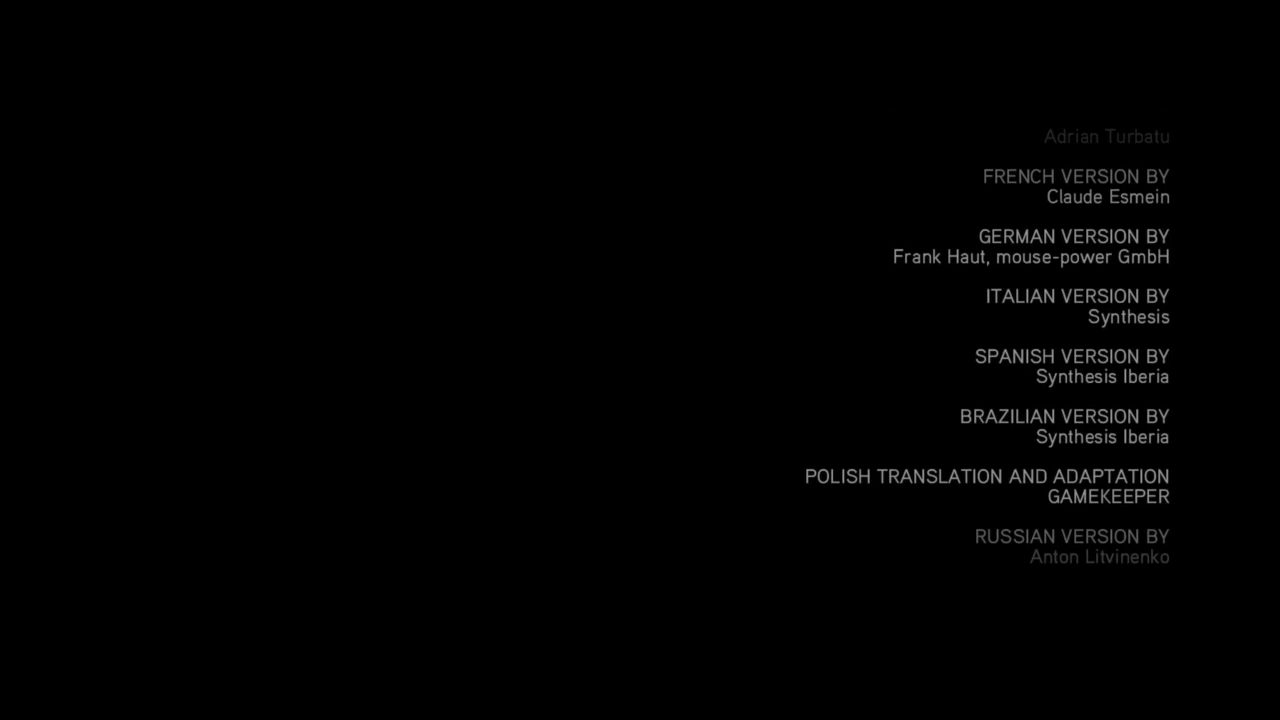 Adrian Turbatu
FRENCH VERSION BY
Claude Esmein
GERMAN VERSION BY
Frank Haut, mouse-power GmbH
ITALIAN VERSION BY
Synthesis
SPANISH VERSION BY
Synthesis Iberia
BRAZILIAN VERSION BY
Synthesis Iberia
POLISH TRANSLATION AND ADAPTATION
GAMEKEEPER
RUSSIAN VERSION BY
Anton Litvinenko